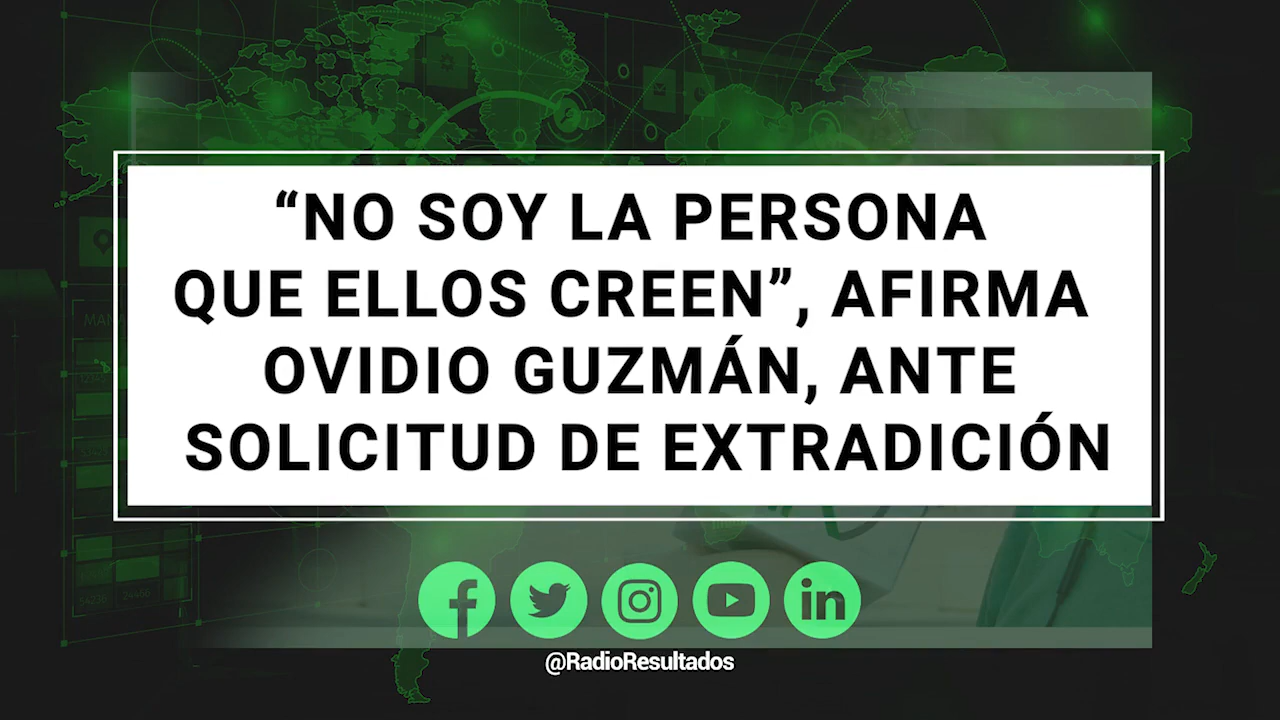 “NO SOY LA PERSONA
QUE ELLOS CREEN”, AFIRMA
OVIDIO GUZMÁN, ANTE
SOLICITUD DE EXTRADICIÓN
@RadioResultados